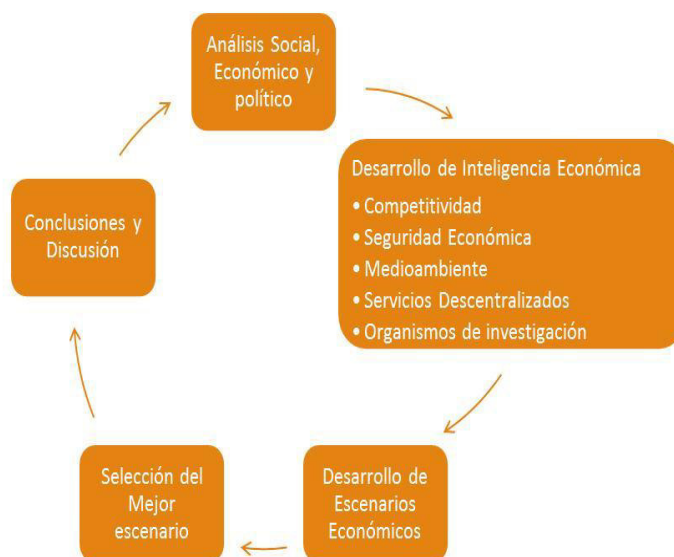 Análisis Social,
Económico y
político
Desarrollo de Inteligencia Económica
• Competitividad
• Seguridad Económica
• Medioambiente
• Servicios Descentralizados
• Organismos de investigación
Desarrollo de
Escenarios
Económicos
Selección del
Mejor
escenario
Conclusiones y
Discusión